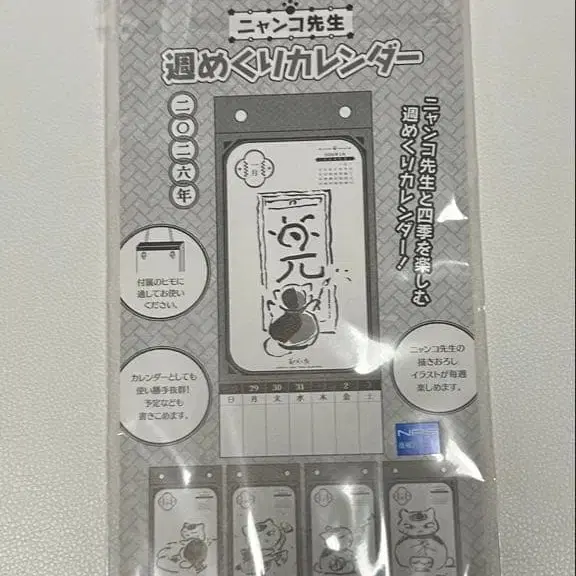 ニャンコ先生
週めくりカレンダー
二〇二六年
ニャンコ先生と四季を楽しむ
週めくりカレンダー！
一月
付属のヒモに
通してお使い
ください。
カレンダーとしても
使い勝手抜群！
予定なども
書きこめます。
ニャンコ先生の
描きおろし
イラストが毎週
楽しめます。
29 30 31 2
日 月 火 水 木 金 土